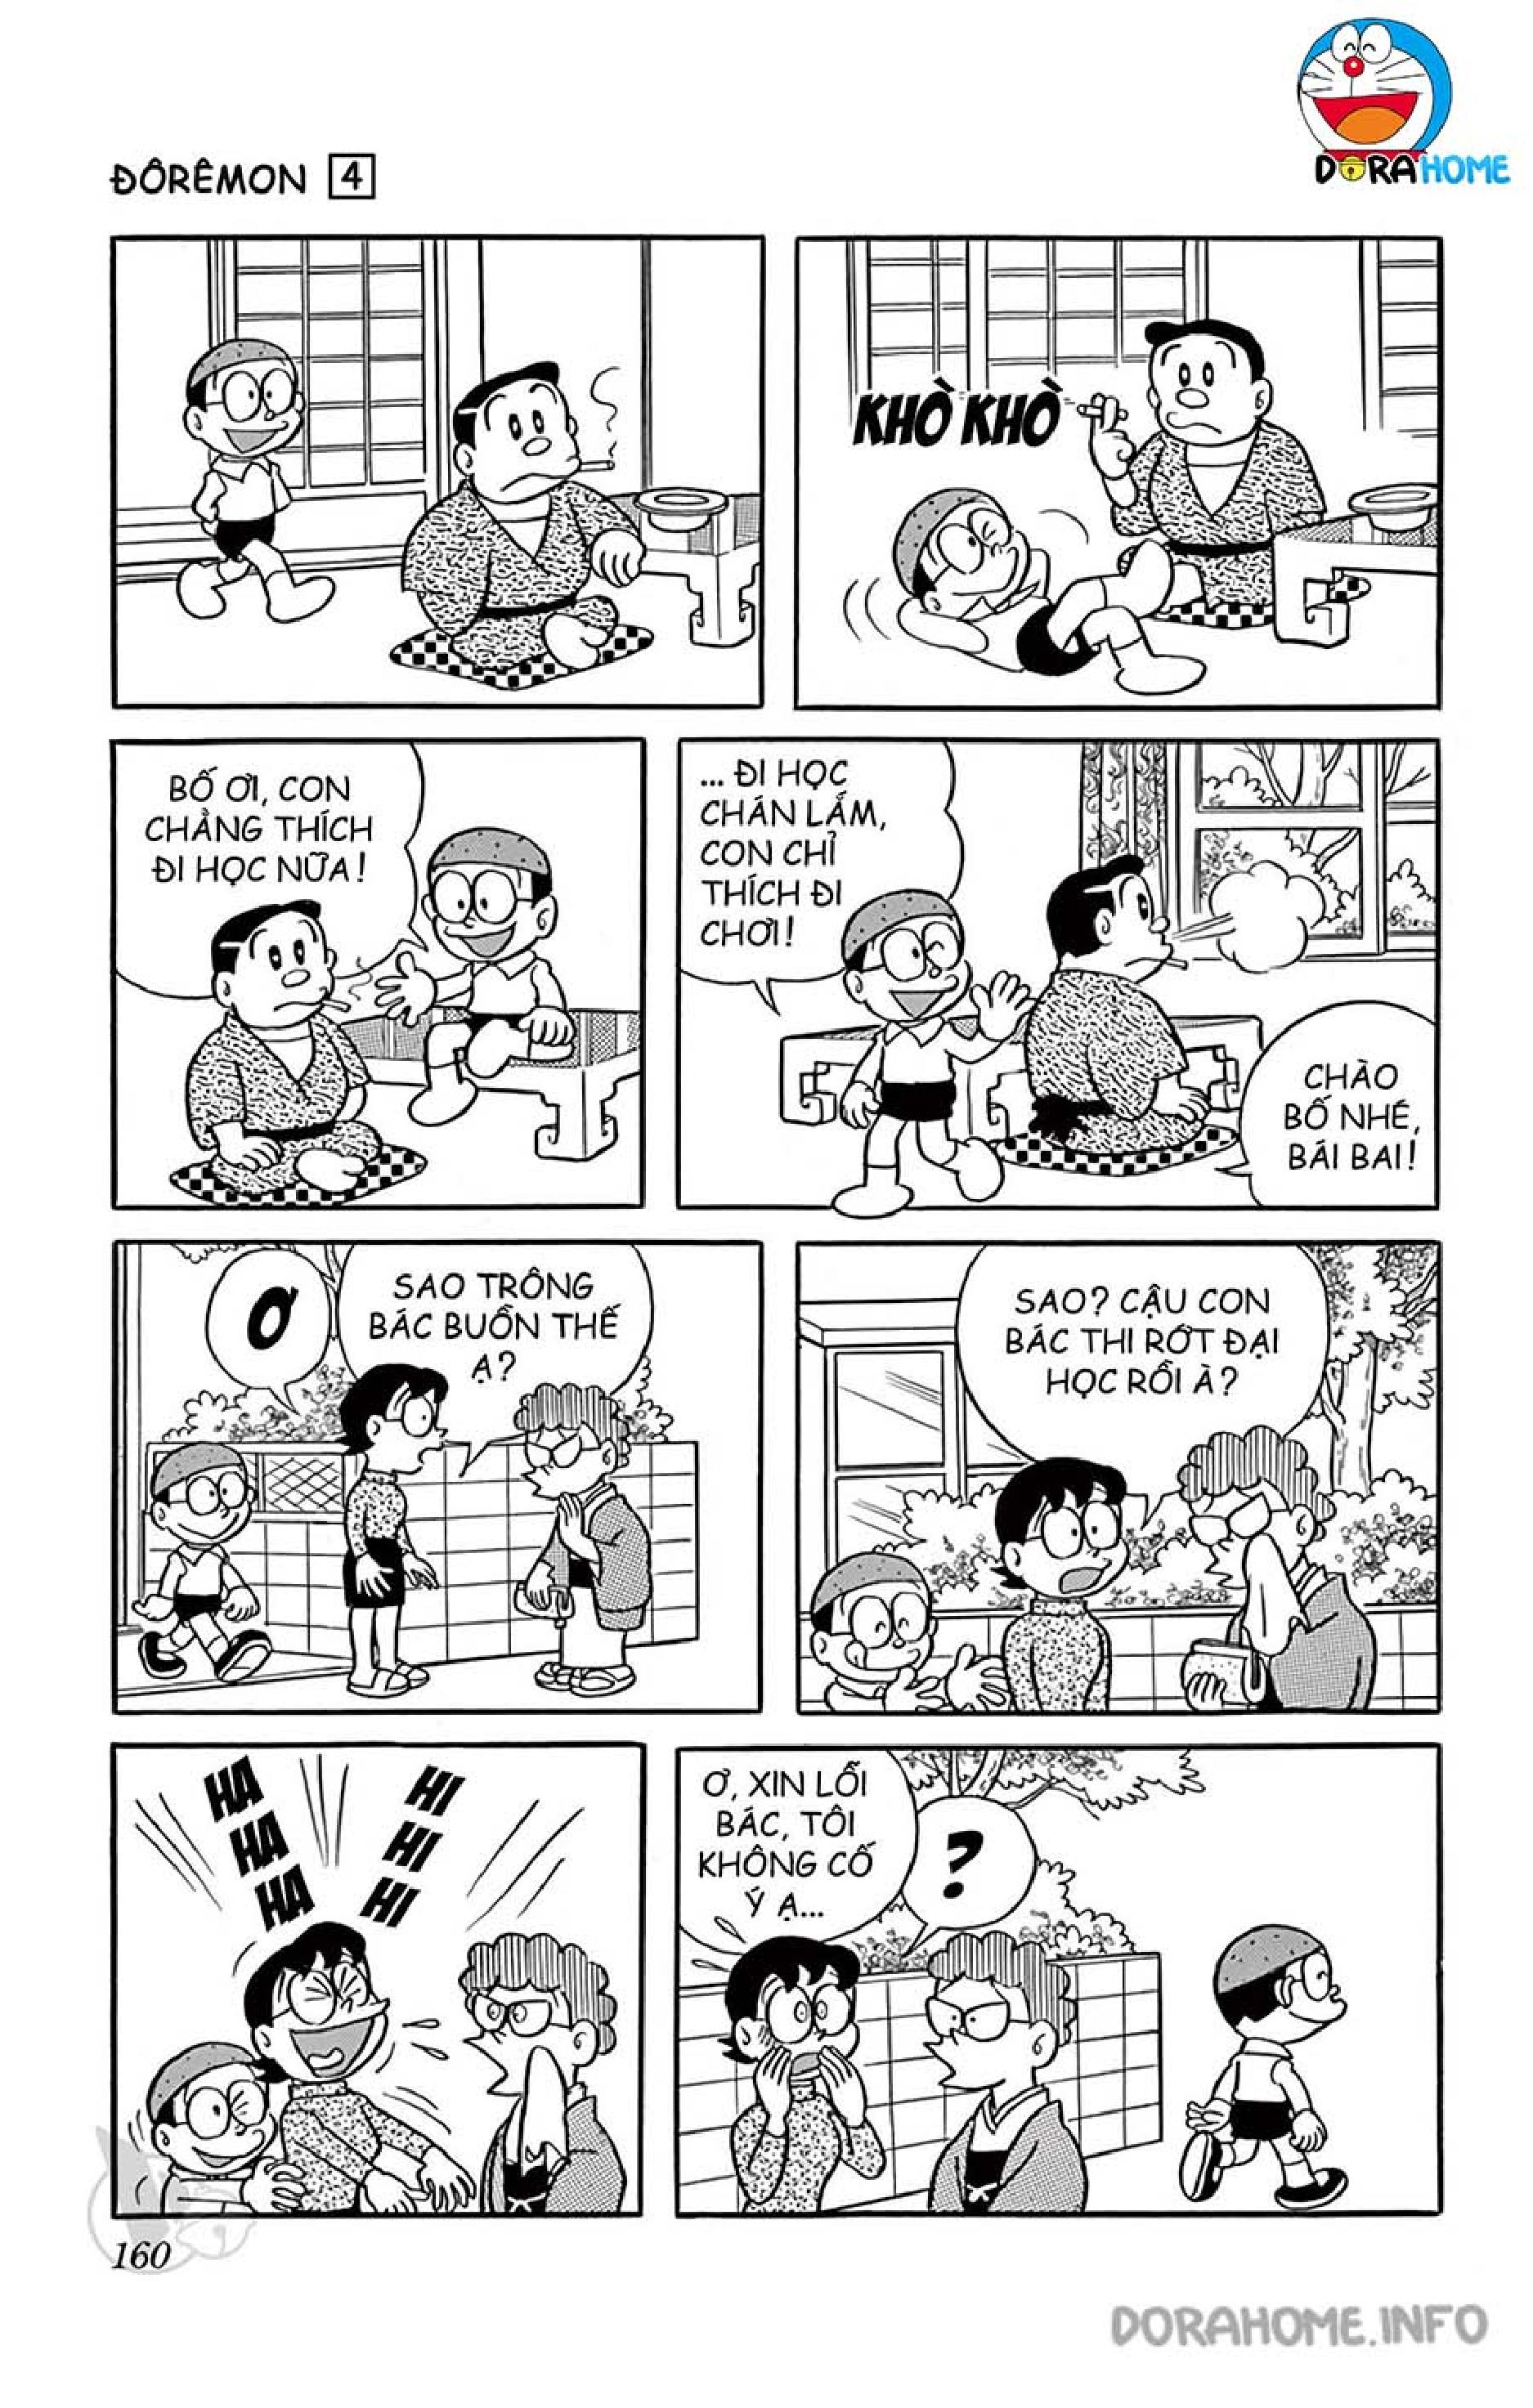 DORAHOME
ĐÔRÊMON 4
KHÒ KHÒ
BỐ ƠI, CON
CHẲNG THÍCH
ĐI HỌC NỮA!
... ĐI HỌC
CHÁN LẮM,
CON CHỈ
THÍCH ĐI
CHƠI!
CHÀO
BỐ NHÉ,
BÁI BAI!
Ơ
SAO TRÔNG
BÁC BUỒN THẾ
Ạ?
SAO? CẬU CON
BÁC THI RỚT ĐẠI
HỌC RỒI À?
HA
HA
HA
HI
HI
HI
Ơ, XIN LỖI
BÁC, TÔI
KHÔNG CỐ
Ý Ạ...
?
160
DORAHOME.INFO